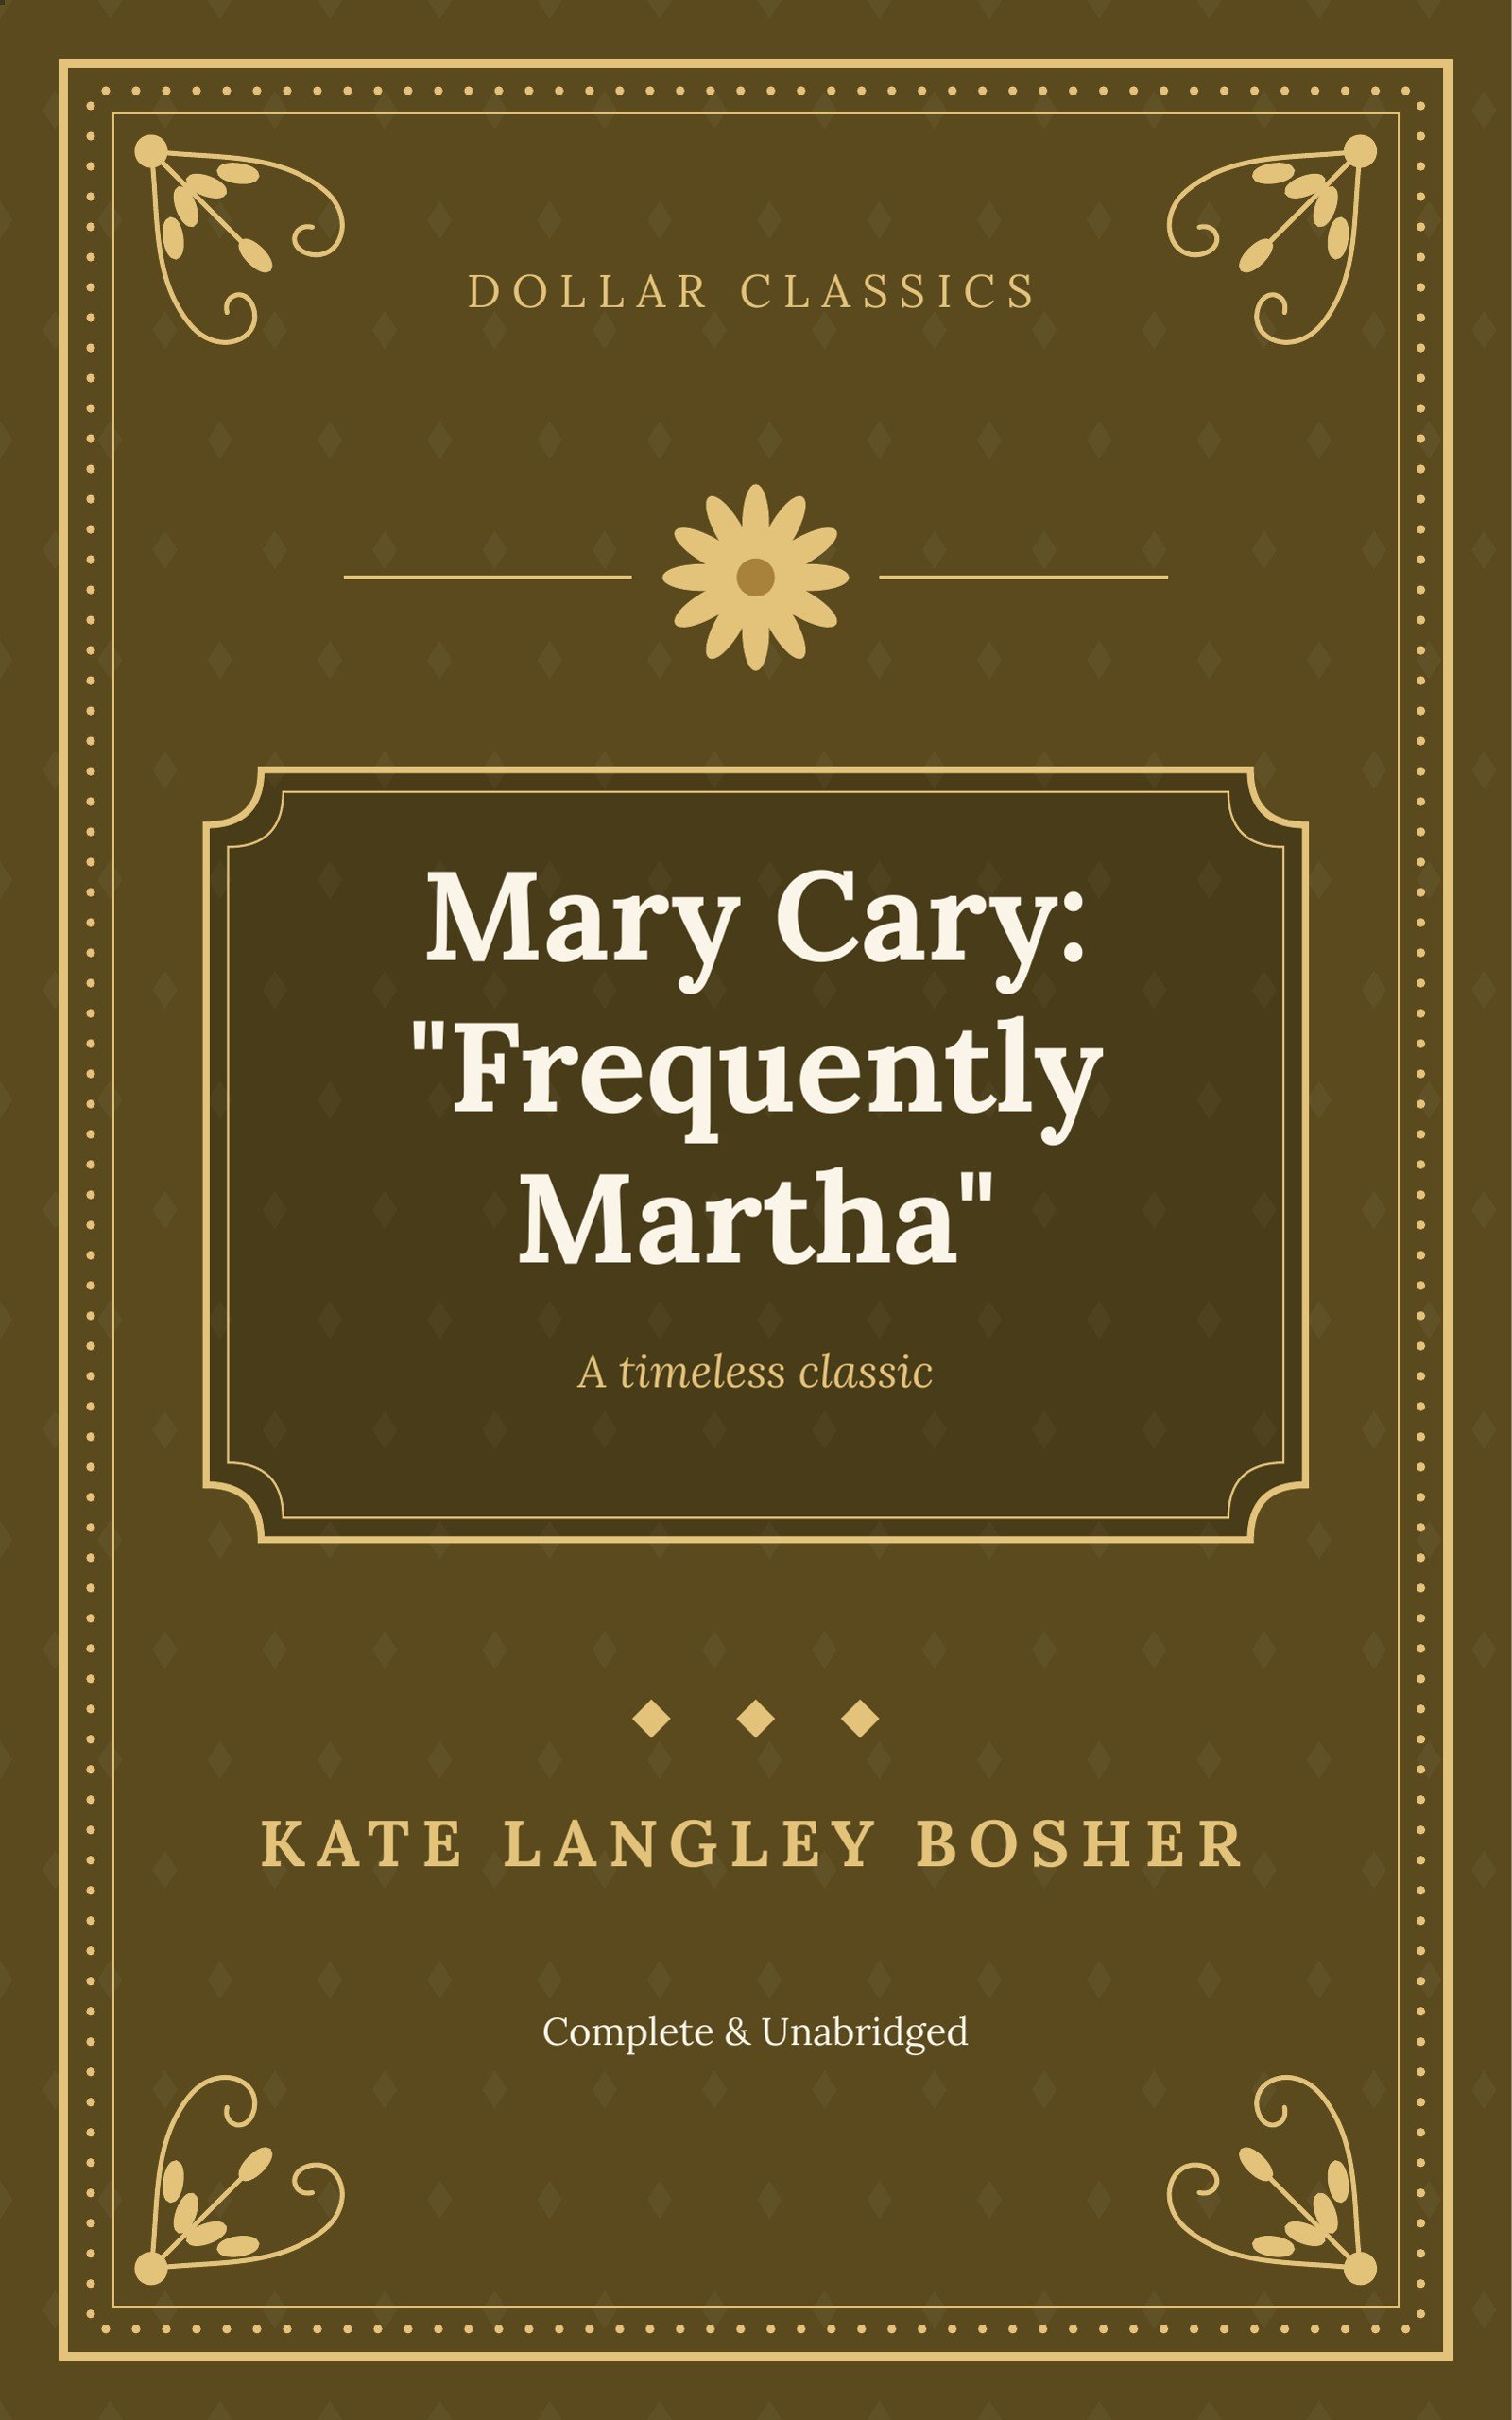 DOLLAR CLASSICS
Mary Cary:
"Frequently
Martha"
A timeless classic
KATE LANGLEY BOSHER
Complete & Unabridged